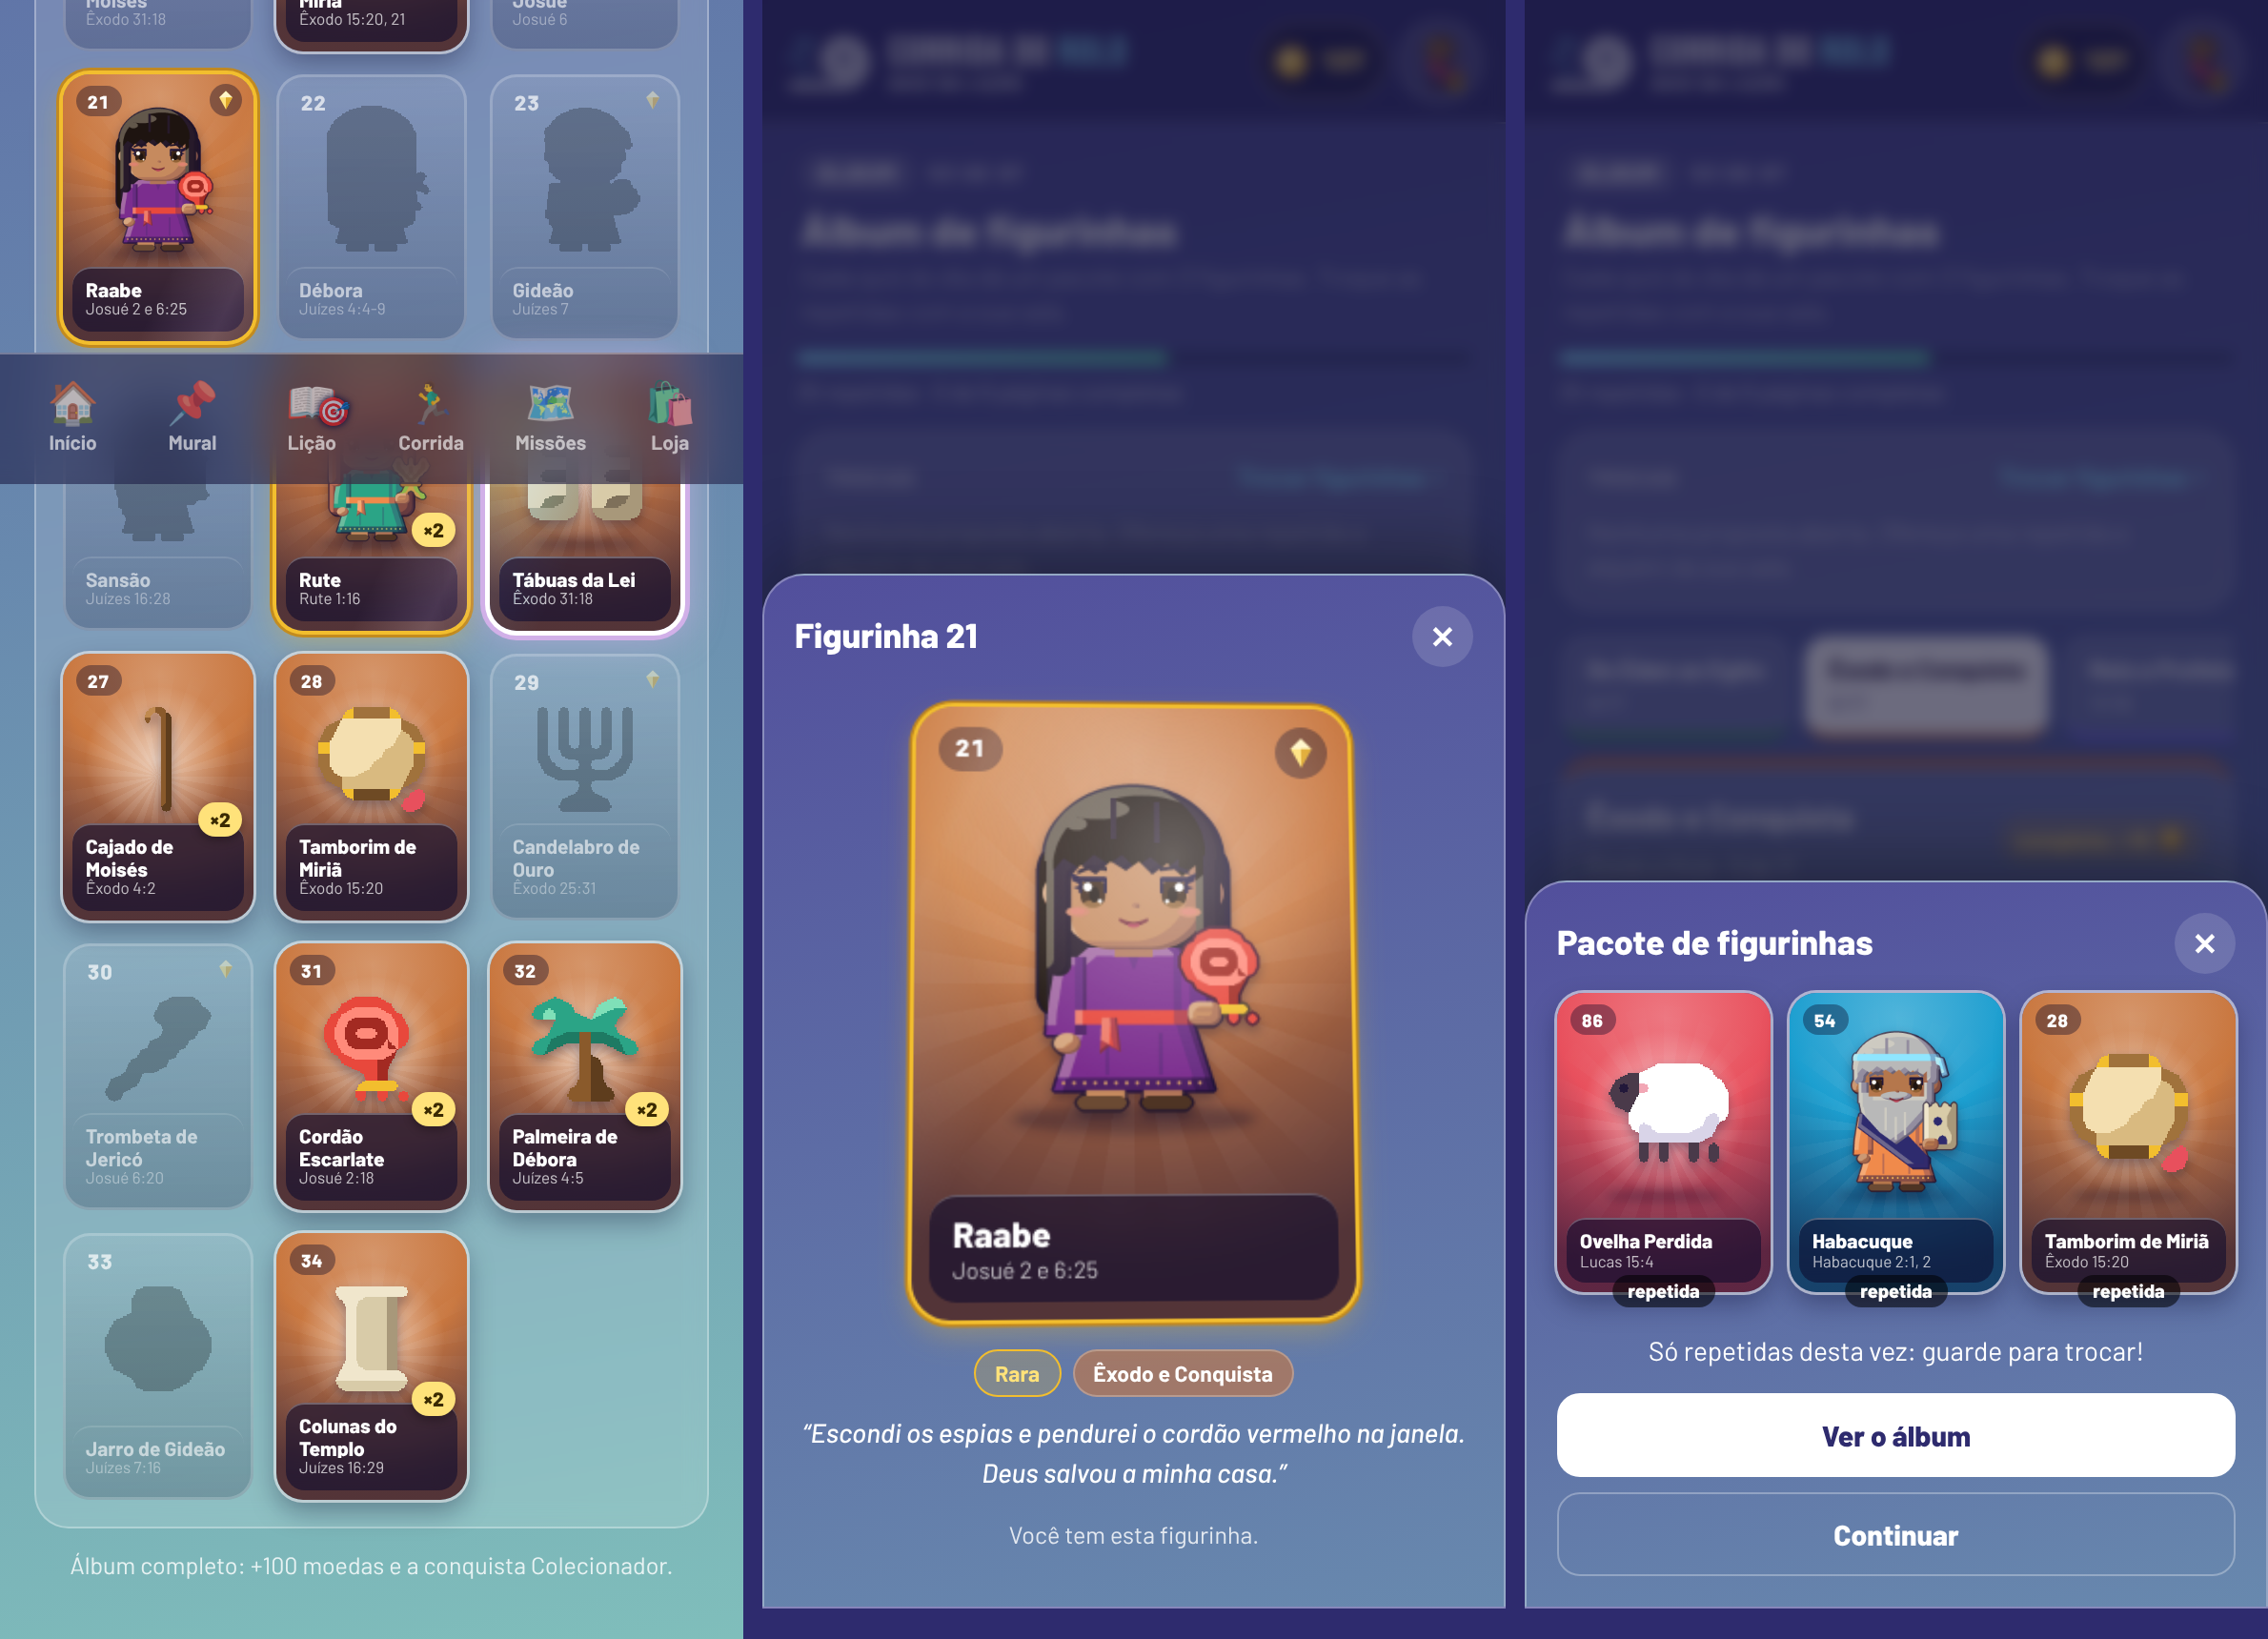 Moisés
Êxodo 31:18
Miriã
Êxodo 15:20, 21
Josué
Josué 6
21
Raabe
Josué 2 e 6:25
22
Débora
Juízes 4:4-9
23
Gideão
Juízes 7
Início
Mural
Lição
Corrida
Missões
Loja
Sansão
Juízes 16:28
×2
Rute
Rute 1:16
Tábuas da Lei
Êxodo 31:18
27
×2
Cajado de
Moisés
Êxodo 4:2
28
Tamborim de
Miriã
Êxodo 15:20
29
Candelabro de
Ouro
Êxodo 25:31
30
Trombeta de
Jericó
Josué 6:20
31
×2
Cordão
Escarlate
Josué 2:18
32
×2
Palmeira de
Débora
Juízes 4:5
33
Jarro de Gideão
Juízes 7:16
34
×2
Colunas do
Templo
Juízes 16:29
Álbum completo: +100 moedas e a conquista Colecionador.
Álbum de figurinhas
Figurinha 21
21
Raabe
Josué 2 e 6:25
Rara
Êxodo e Conquista
“Escondi os espias e pendurei o cordão vermelho na janela.
Deus salvou a minha casa.”
Você tem esta figurinha.
Álbum de figurinhas
Êxodo e Conquista
Pacote de figurinhas
86
Ovelha Perdida
Lucas 15:4
repetida
54
Habacuque
Habacuque 2:1, 2
repetida
28
Tamborim de Miriã
Êxodo 15:20
repetida
Só repetidas desta vez: guarde para trocar!
Ver o álbum
Continuar